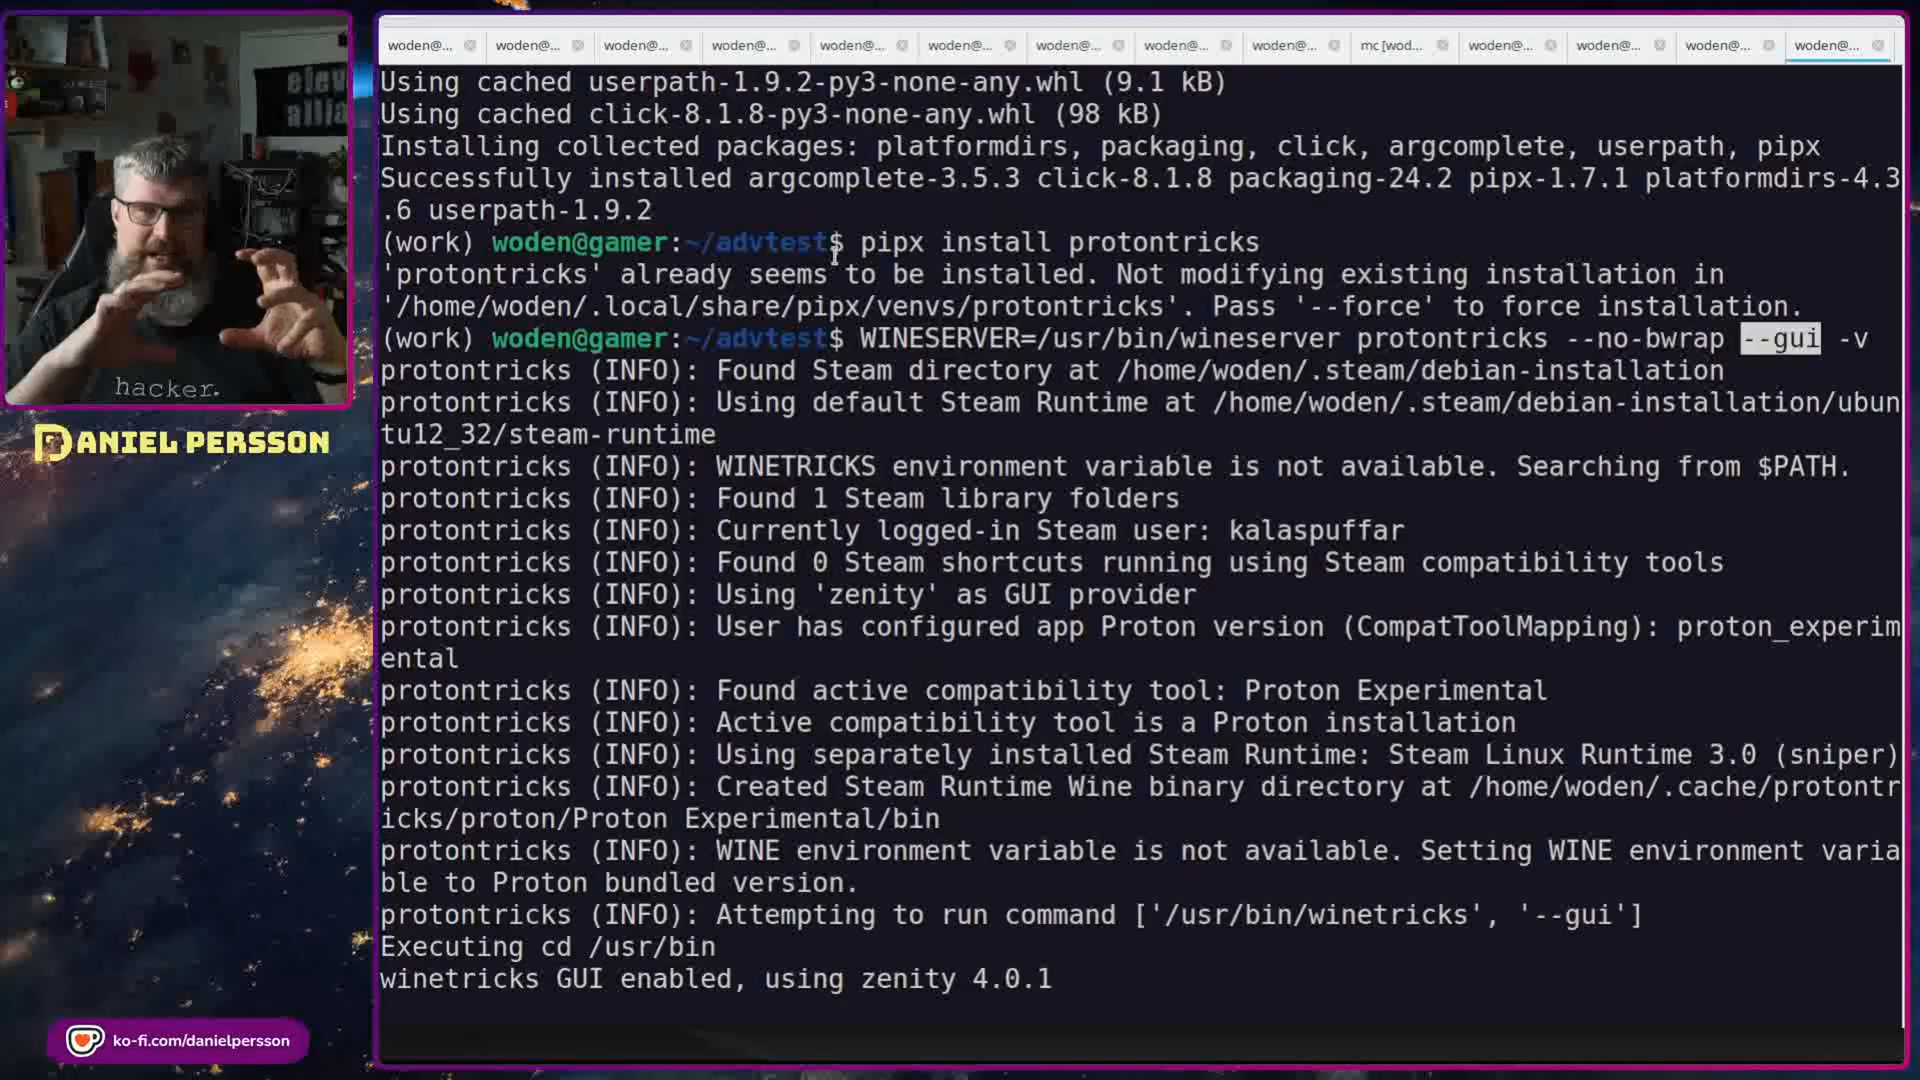 woden@... woden@... woden@... woden@... woden@... woden@... woden@... woden@... woden@... mc [wod... woden@... woden@... woden@... woden@...
Using cached userpath-1.9.2-py3-none-any.whl (9.1 kB)
Using cached click-8.1.8-py3-none-any.whl (98 kB)
Installing collected packages: platformdirs, packaging, click, argcomplete, userpath, pipx
Successfully installed argcomplete-3.5.3 click-8.1.8 packaging-24.2 pipx-1.7.1 platformdirs-4.3
.6 userpath-1.9.2
(work) woden@gamer:~/advtest$ pipx install protontricks
'protontricks' already seems to be installed. Not modifying existing installation in
'/home/woden/.local/share/pipx/venvs/protontricks'. Pass '--force' to force installation.
(work) woden@gamer:~/advtest$ WINESERVER=/usr/bin/wineserver protontricks --no-bwrap --gui -v
protontricks (INFO): Found Steam directory at /home/woden/.steam/debian-installation
protontricks (INFO): Using default Steam Runtime at /home/woden/.steam/debian-installation/ubun
tu12_32/steam-runtime
protontricks (INFO): WINETRICKS environment variable is not available. Searching from $PATH.
protontricks (INFO): Found 1 Steam library folders
protontricks (INFO): Currently logged-in Steam user: kalaspuffar
protontricks (INFO): Found 0 Steam shortcuts running using Steam compatibility tools
protontricks (INFO): Using 'zenity' as GUI provider
protontricks (INFO): User has configured app Proton version (CompatToolMapping): proton_experim
ental
protontricks (INFO): Found active compatibility tool: Proton Experimental
protontricks (INFO): Active compatibility tool is a Proton installation
protontricks (INFO): Using separately installed Steam Runtime: Steam Linux Runtime 3.0 (sniper)
protontricks (INFO): Created Steam Runtime Wine binary directory at /home/woden/.cache/protontr
icks/proton/Proton Experimental/bin
protontricks (INFO): WINE environment variable is not available. Setting WINE environment varia
ble to Proton bundled version.
protontricks (INFO): Attempting to run command ['/usr/bin/winetricks', '--gui']
Executing cd /usr/bin
winetricks GUI enabled, using zenity 4.0.1
elev
allia
hacker.
DANIEL PERSSON
ko-fi.com/danielpersson